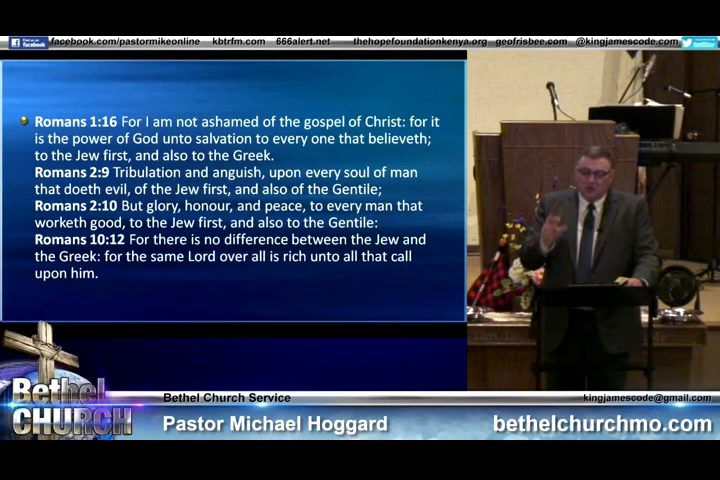 Find us on facebook
facebook.com/pastormikeonline kbtrfm.com 666alert.net thehopefoundationkenya.org geofrisbee.com @kingjamescode.com twitter
Romans 1:16 For I am not ashamed of the gospel of Christ: for it
is the power of God unto salvation to every one that believeth;
to the Jew first, and also to the Greek.
Romans 2:9 Tribulation and anguish, upon every soul of man
that doeth evil, of the Jew first, and also of the Gentile;
Romans 2:10 But glory, honour, and peace, to every man that
worketh good, to the Jew first, and also to the Gentile:
Romans 10:12 For there is no difference between the Jew and
the Greek: for the same Lord over all is rich unto all that call
upon him.
Bethel
CHURCH
Bethel Church Service kingjamescode@gmail.com
Pastor Michael Hoggard bethelchurchmo.com